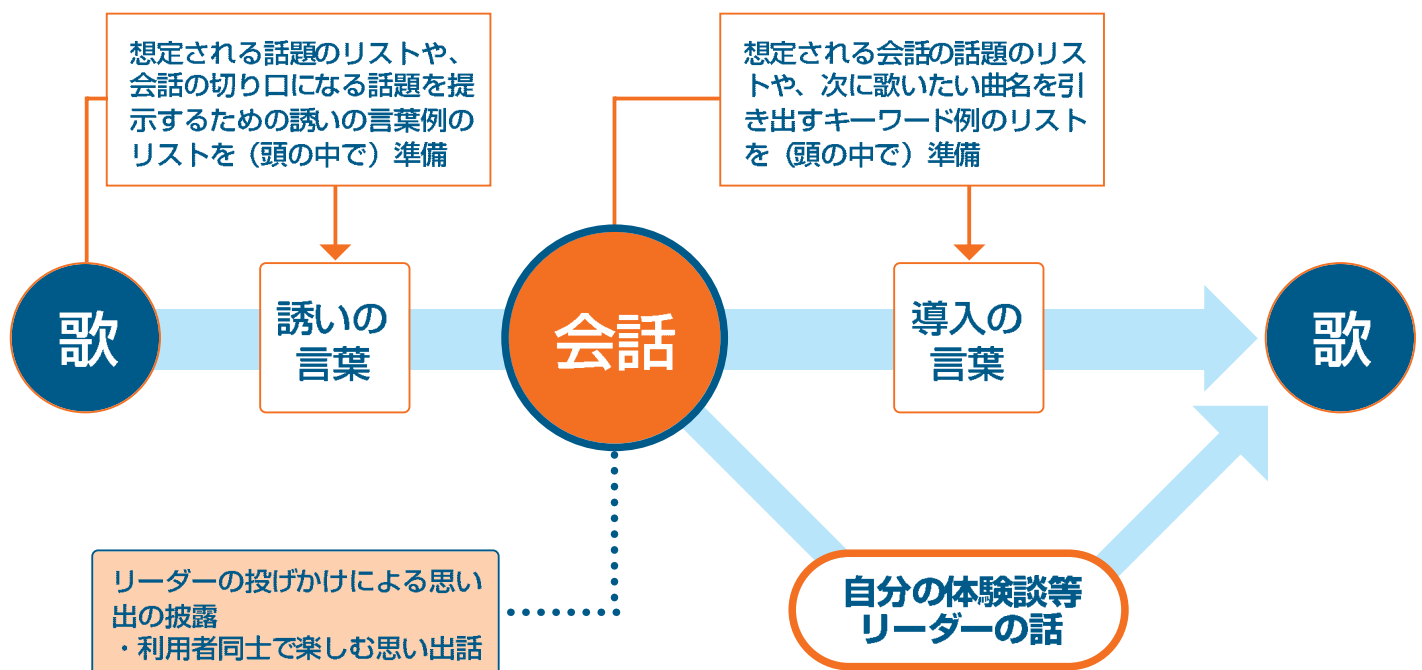 想定される話題のリストや、
会話の切り口になる話題を提
示するための誘いの言葉例の
リストを（頭の中で）準備
想定される会話の話題のリス
トや、次に歌いたい曲名を引
き出すキーワード例のリスト
を（頭の中で）準備
歌
誘いの
言葉
会話
導入の
言葉
歌
リーダーの投げかけによる思い
出の披露
・利用者同士で楽しむ思い出話
自分の体験談等
リーダーの話